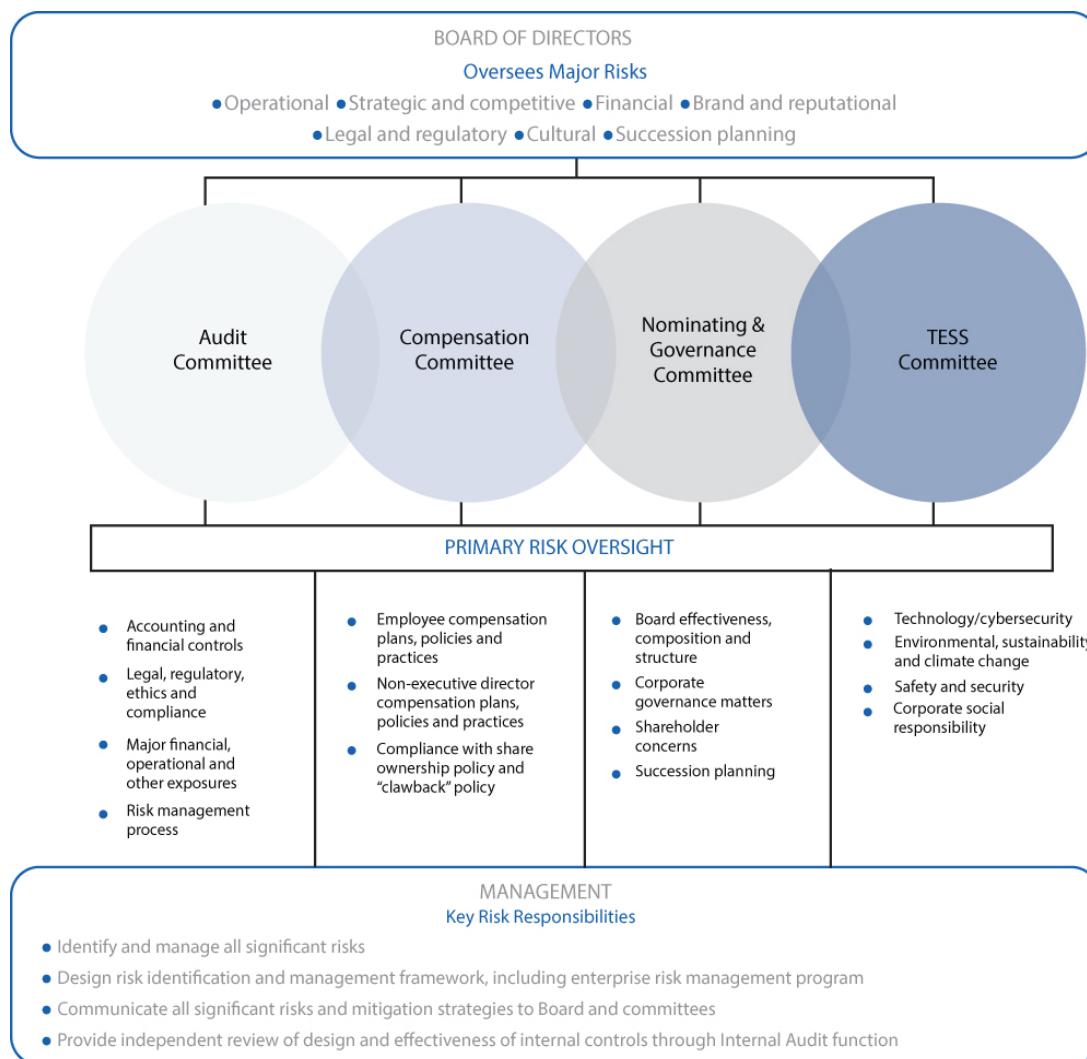 BOARD OF DIRECTORS
Oversees Major Risks
●Operational ●Strategic and competitive ●Financial ●Brand and reputational
●Legal and regulatory ●Cultural ●Succession planning
Audit
Committee
Compensation
Committee
Nominating &
Governance
Committee
TESS
Committee
PRIMARY RISK OVERSIGHT
● Accounting and
financial controls
● Legal, regulatory,
ethics and
compliance
● Major financial,
operational and
other exposures
● Risk management
process
● Employee compensation
plans, policies and
practices
● Non-executive director
compensation plans,
policies and practices
● Compliance with share
ownership policy and
“clawback” policy
● Board effectiveness,
composition and
structure
● Corporate
governance matters
● Shareholder
concerns
● Succession planning
● Technology/cybersecurity
● Environmental, sustainability
and climate change
● Safety and security
● Corporate social
responsibility
MANAGEMENT
Key Risk Responsibilities
● Identify and manage all significant risks
● Design risk identification and management framework, including enterprise risk management program
● Communicate all significant risks and mitigation strategies to Board and committees
● Provide independent review of design and effectiveness of internal controls through Internal Audit function